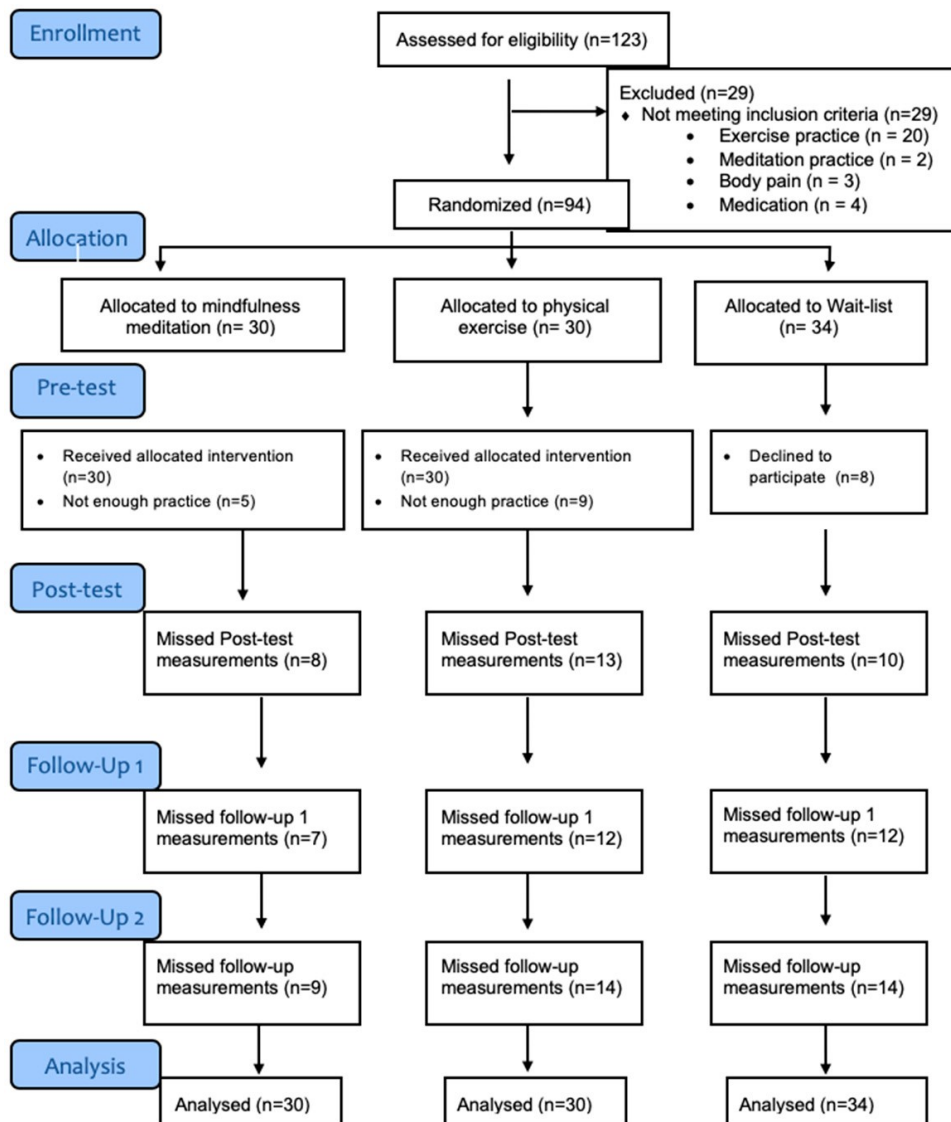 Enrollment
Assessed for eligibility (n=123)
Excluded (n=29)
♦ Not meeting inclusion criteria (n=29)
• Exercise practice (n = 20)
• Meditation practice (n = 2)
• Body pain (n = 3)
• Medication (n = 4)
Randomized (n=94)
Allocation
Allocated to mindfulness
meditation (n= 30)
Allocated to physical
exercise (n= 30)
Allocated to Wait-list
(n= 34)
Pre-test
• Received allocated intervention
(n=30)
• Not enough practice (n=5)
• Received allocated intervention
(n=30)
• Not enough practice (n=9)
• Declined to
participate (n=8)
Post-test
Missed Post-test
measurements (n=8)
Missed Post-test
measurements (n=13)
Missed Post-test
measurements (n=10)
Follow-Up 1
Missed follow-up 1
measurements (n=7)
Missed follow-up 1
measurements (n=12)
Missed follow-up 1
measurements (n=12)
Follow-Up 2
Missed follow-up
measurements (n=9)
Missed follow-up
measurements (n=14)
Missed follow-up
measurements (n=14)
Analysis
Analysed (n=30)
Analysed (n=30)
Analysed (n=34)